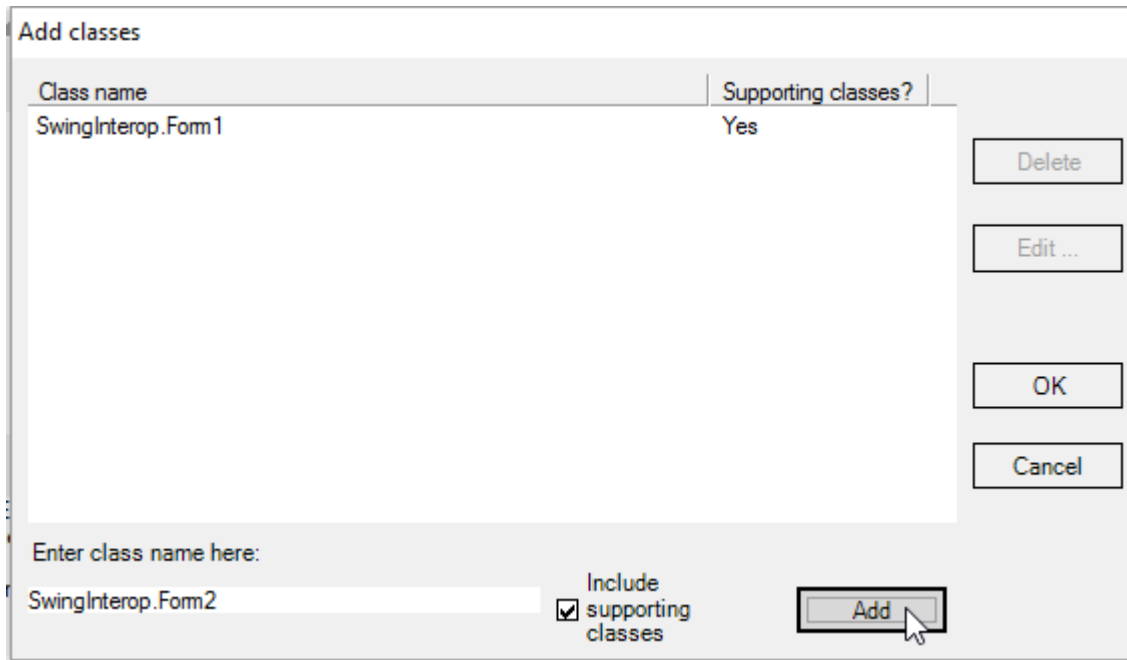 Add classes
Class name Supporting classes?
SwingInterop.Form1 Yes
Delete
Edit ...
OK
Cancel
Enter class name here:
SwingInterop.Form2
Include
supporting
classes
Add